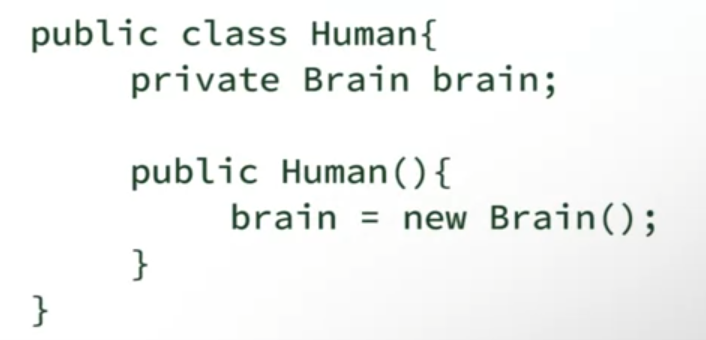 public class Human{
private Brain brain;
public Human(){
brain = new Brain();
}
}